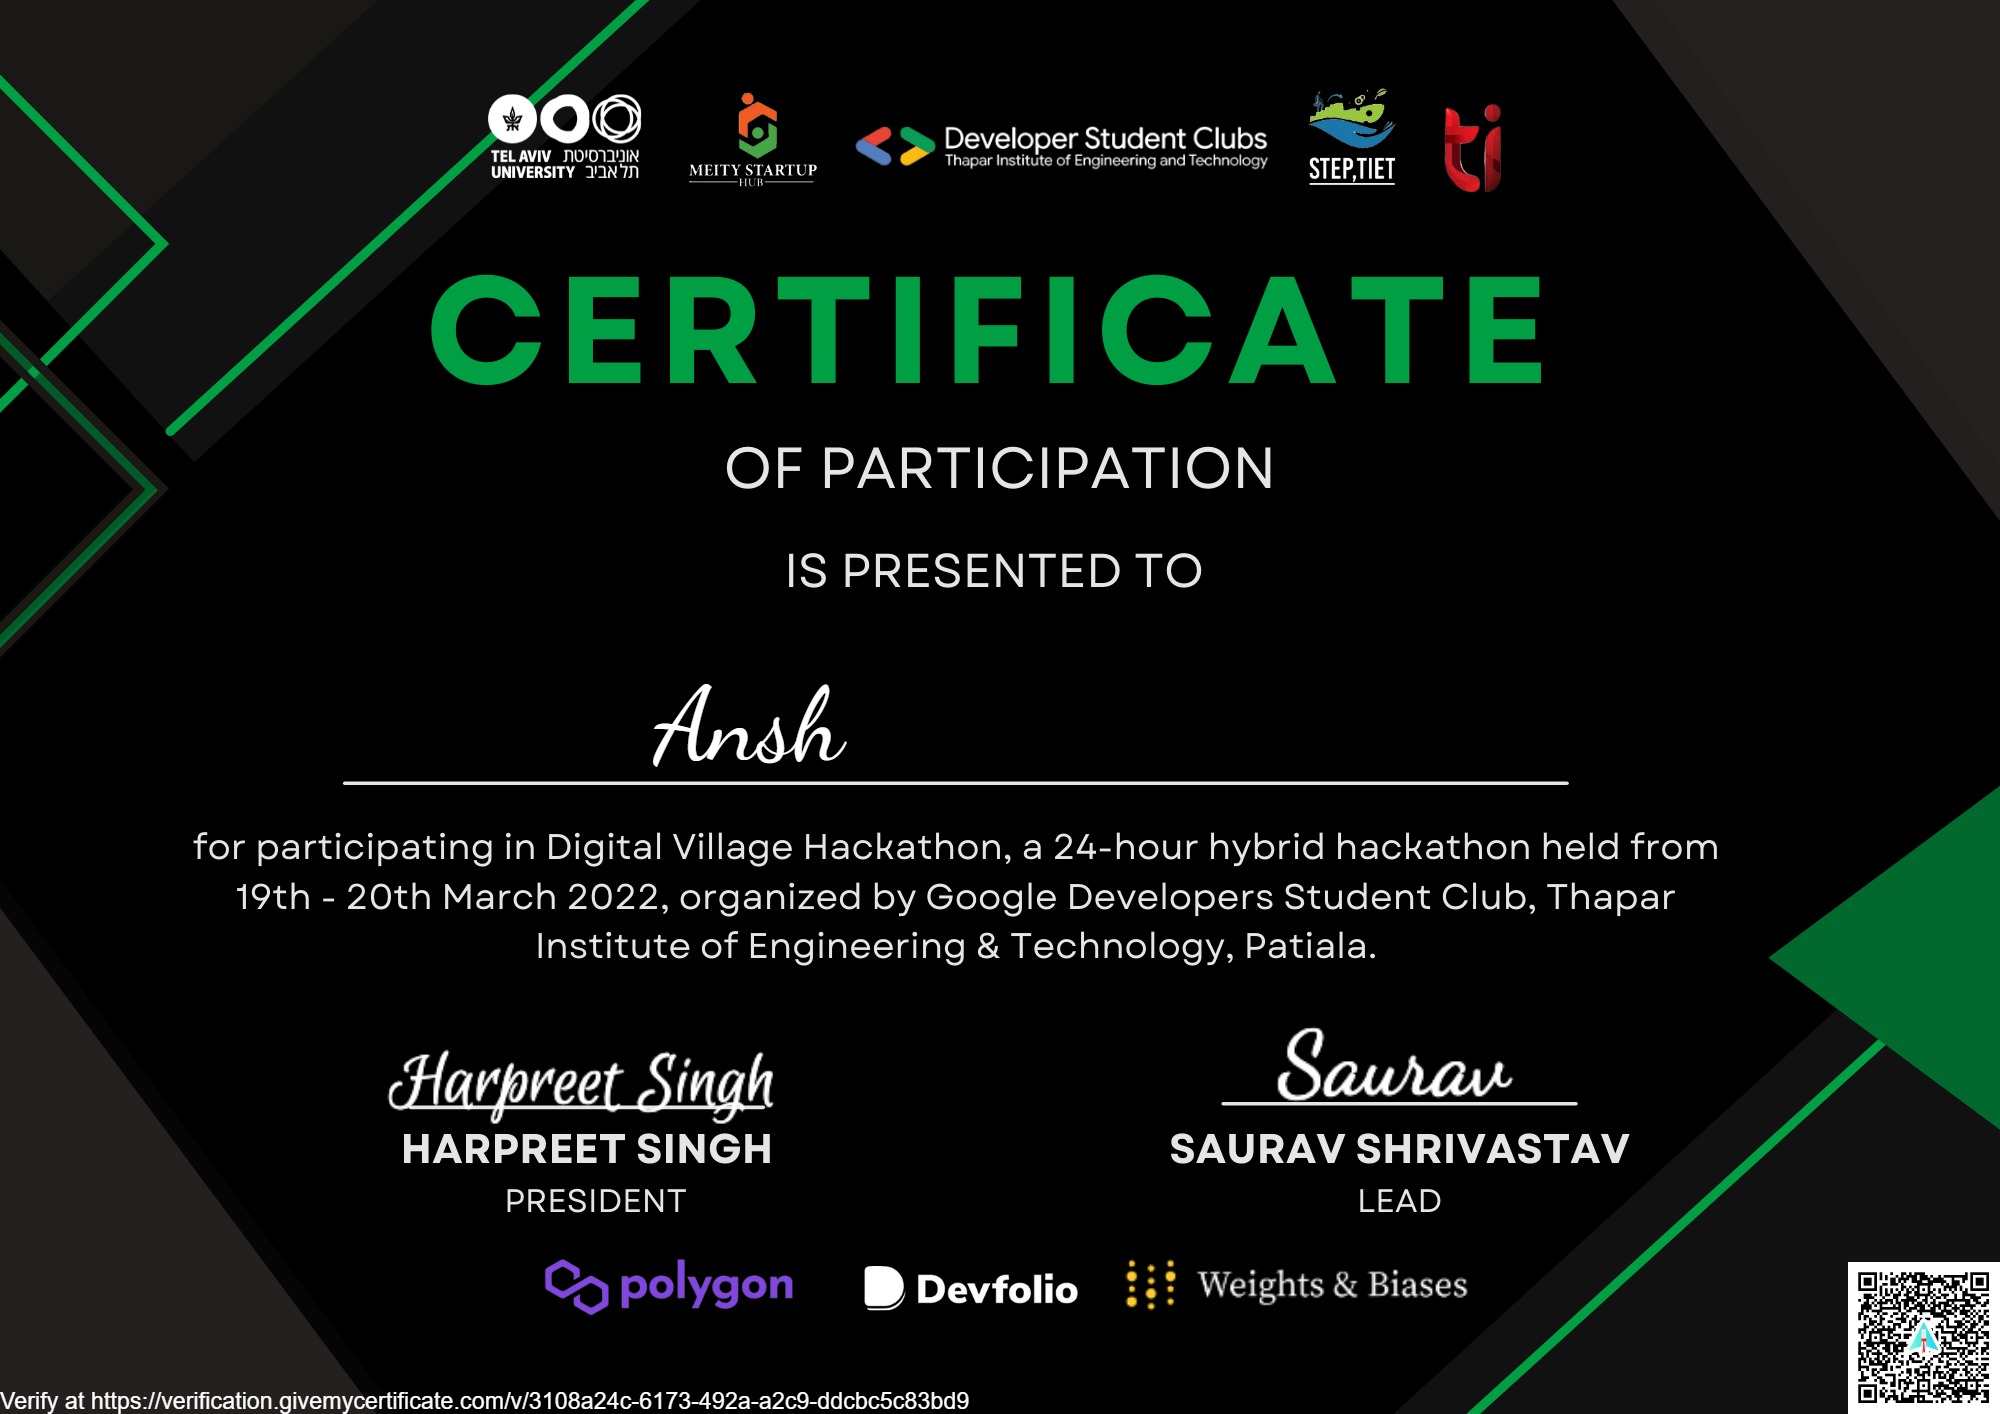 TEL AVIV אוניברסיטת
UNIVERSITY תל אביב
MEITY STARTUP
HUB
Developer Student Clubs
Thapar Institute of Engineering and Technology
STEP,TIET
ti
CERTIFICATE
OF PARTICIPATION
IS PRESENTED TO
Ansh
for participating in Digital Village Hackathon, a 24-hour hybrid hackathon held from
19th - 20th March 2022, organized by Google Developers Student Club, Thapar
Institute of Engineering & Technology, Patiala.
Harpreet Singh
HARPREET SINGH
PRESIDENT
Saurav
SAURAV SHRIVASTAV
LEAD
polygon
Devfolio
Weights & Biases
Verify at https://verification.givemycertificate.com/v/3108a24c-6173-492a-a2c9-ddcbc5c83bd9